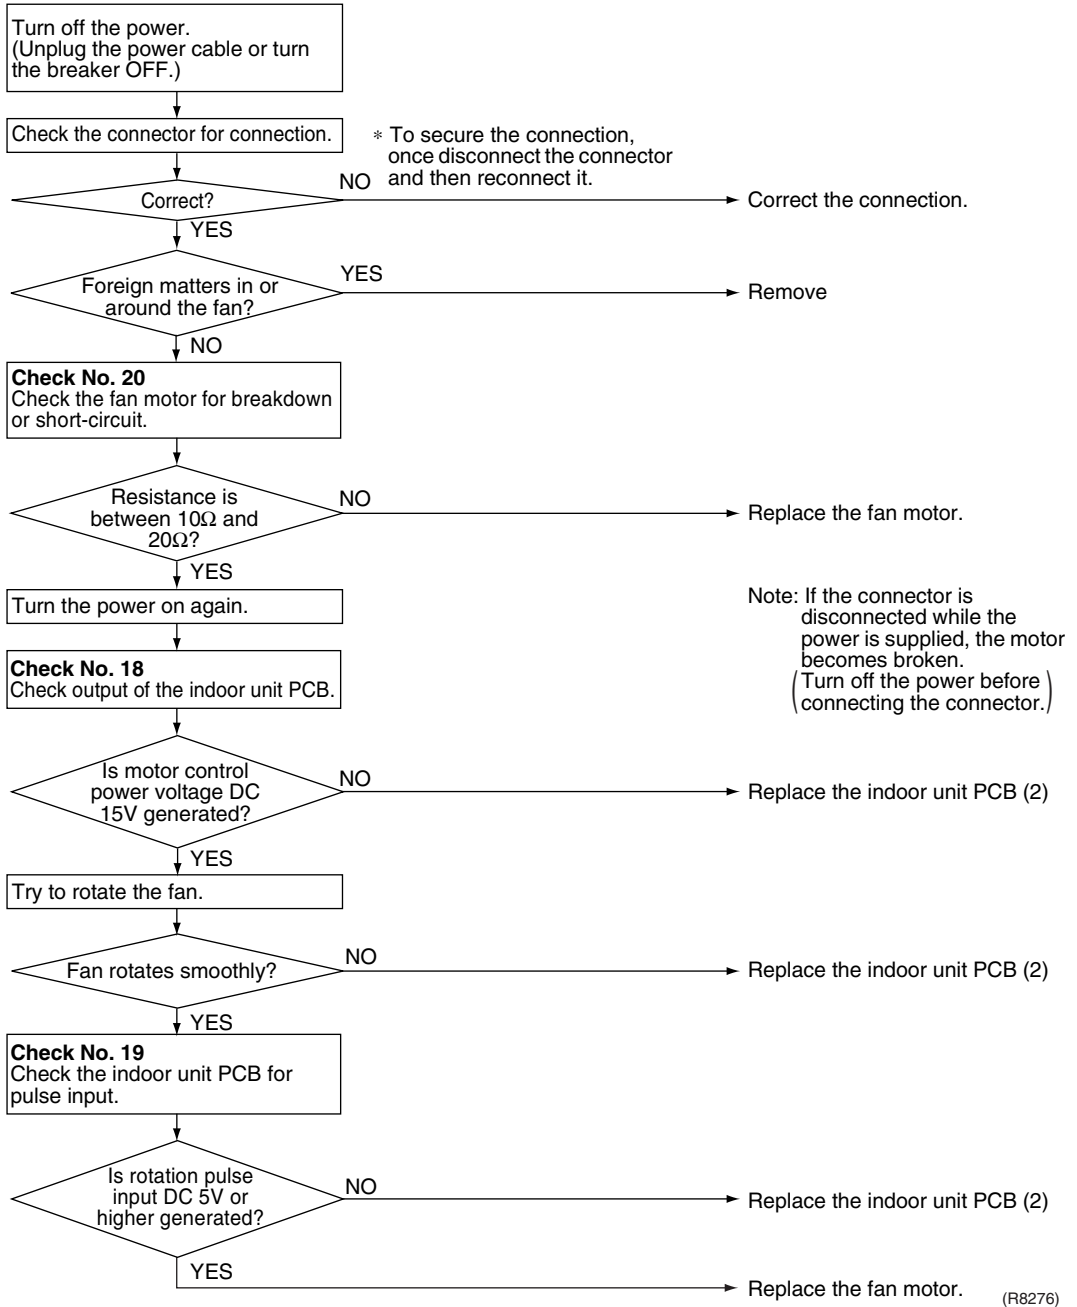 Turn off the power.
(Unplug the power cable or turn
the breaker OFF.)
Check the connector for connection.
* To secure the connection,
once disconnect the connector
and then reconnect it.
Correct?
NO
Correct the connection.
YES
Foreign matters in or
around the fan?
YES
Remove
NO
Check No. 20
Check the fan motor for breakdown
or short-circuit.
Resistance is
between 10Ω and
20Ω?
NO
Replace the fan motor.
YES
Turn the power on again.
Note: If the connector is
disconnected while the
power is supplied, the motor
becomes broken.
(Turn off the power before
connecting the connector.)
Check No. 18
Check output of the indoor unit PCB.
Is motor control
power voltage DC
15V generated?
NO
Replace the indoor unit PCB (2)
YES
Try to rotate the fan.
Fan rotates smoothly?
NO
Replace the indoor unit PCB (2)
YES
Check No. 19
Check the indoor unit PCB for
pulse input.
Is rotation pulse
input DC 5V or
higher generated?
NO
Replace the indoor unit PCB (2)
YES
Replace the fan motor.
(R8276)